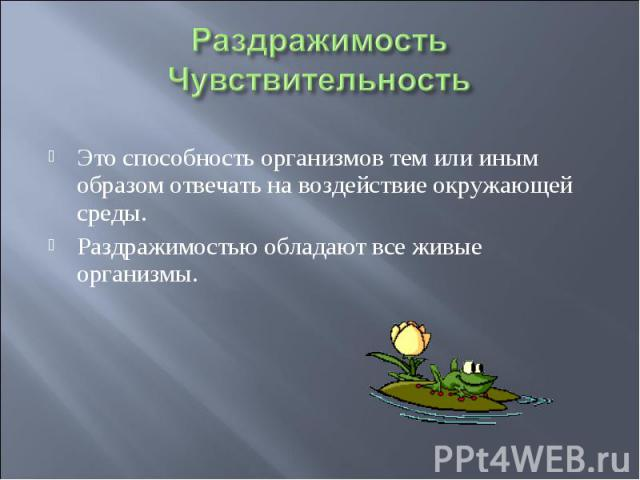 Раздражимость
Чувствительность
Это способность организмов тем или иным
образом отвечать на воздействие окружающей
среды.
Раздражимостью обладают все живые
организмы.
PPt4WEB.ru